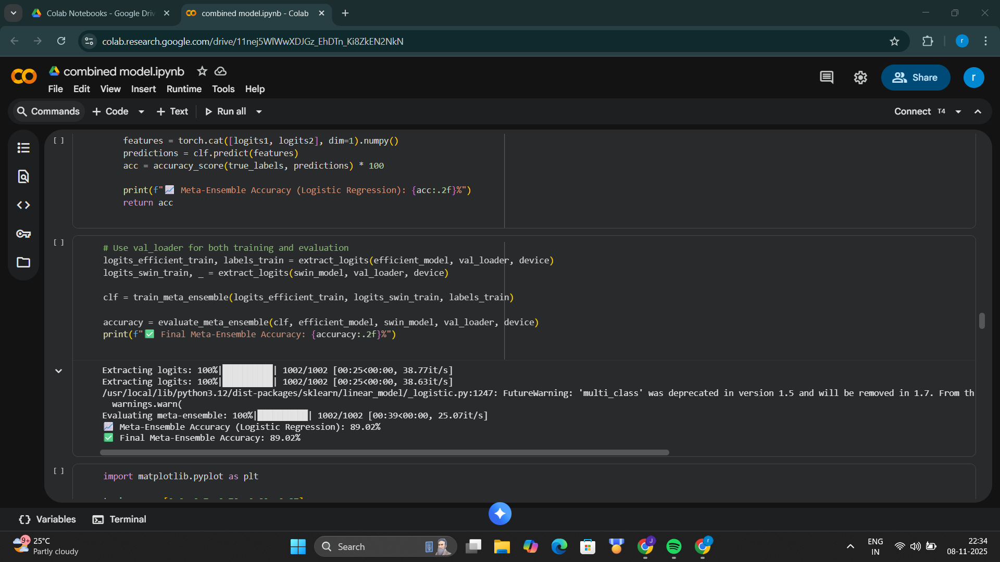 Colab Notebooks - Google Driv
combined model.ipynb - Colab
colab.research.google.com/drive/11nej5WlWwXDJGz_EhDTn_Ki8ZkEN2NkN
r
combined model.ipynb
File Edit View Insert Runtime Tools Help
Share
r
Commands + Code + Text Run all
Connect T4
[ ]
features = torch.cat([logits1, logits2], dim=1).numpy()
predictions = clf.predict(features)
acc = accuracy_score(true_labels, predictions) * 100
print(f"📈 Meta-Ensemble Accuracy (Logistic Regression): {acc:.2f}%")
return acc
[ ]
# Use val_loader for both training and evaluation
logits_efficient_train, labels_train = extract_logits(efficient_model, val_loader, device)
logits_swin_train, _ = extract_logits(swin_model, val_loader, device)
clf = train_meta_ensemble(logits_efficient_train, logits_swin_train, labels_train)
accuracy = evaluate_meta_ensemble(clf, efficient_model, swin_model, val_loader, device)
print(f"✅ Final Meta-Ensemble Accuracy: {accuracy:.2f}%")
Extracting logits: 100%|██████████| 1002/1002 [00:25<00:00, 38.77it/s]
Extracting logits: 100%|██████████| 1002/1002 [00:25<00:00, 38.63it/s]
/usr/local/lib/python3.12/dist-packages/sklearn/linear_model/_logistic.py:1247: FutureWarning: 'multi_class' was deprecated in version 1.5 and will be removed in 1.7. From th
warnings.warn(
Evaluating meta-ensemble: 100%|██████████| 1002/1002 [00:39<00:00, 25.07it/s]
📈 Meta-Ensemble Accuracy (Logistic Regression): 89.02%
✅ Final Meta-Ensemble Accuracy: 89.02%
[ ]
import matplotlib.pyplot as plt
Variables Terminal
9+
25°C
Partly cloudy
Search
J
r
ENG
IN
22:34
08-11-2025